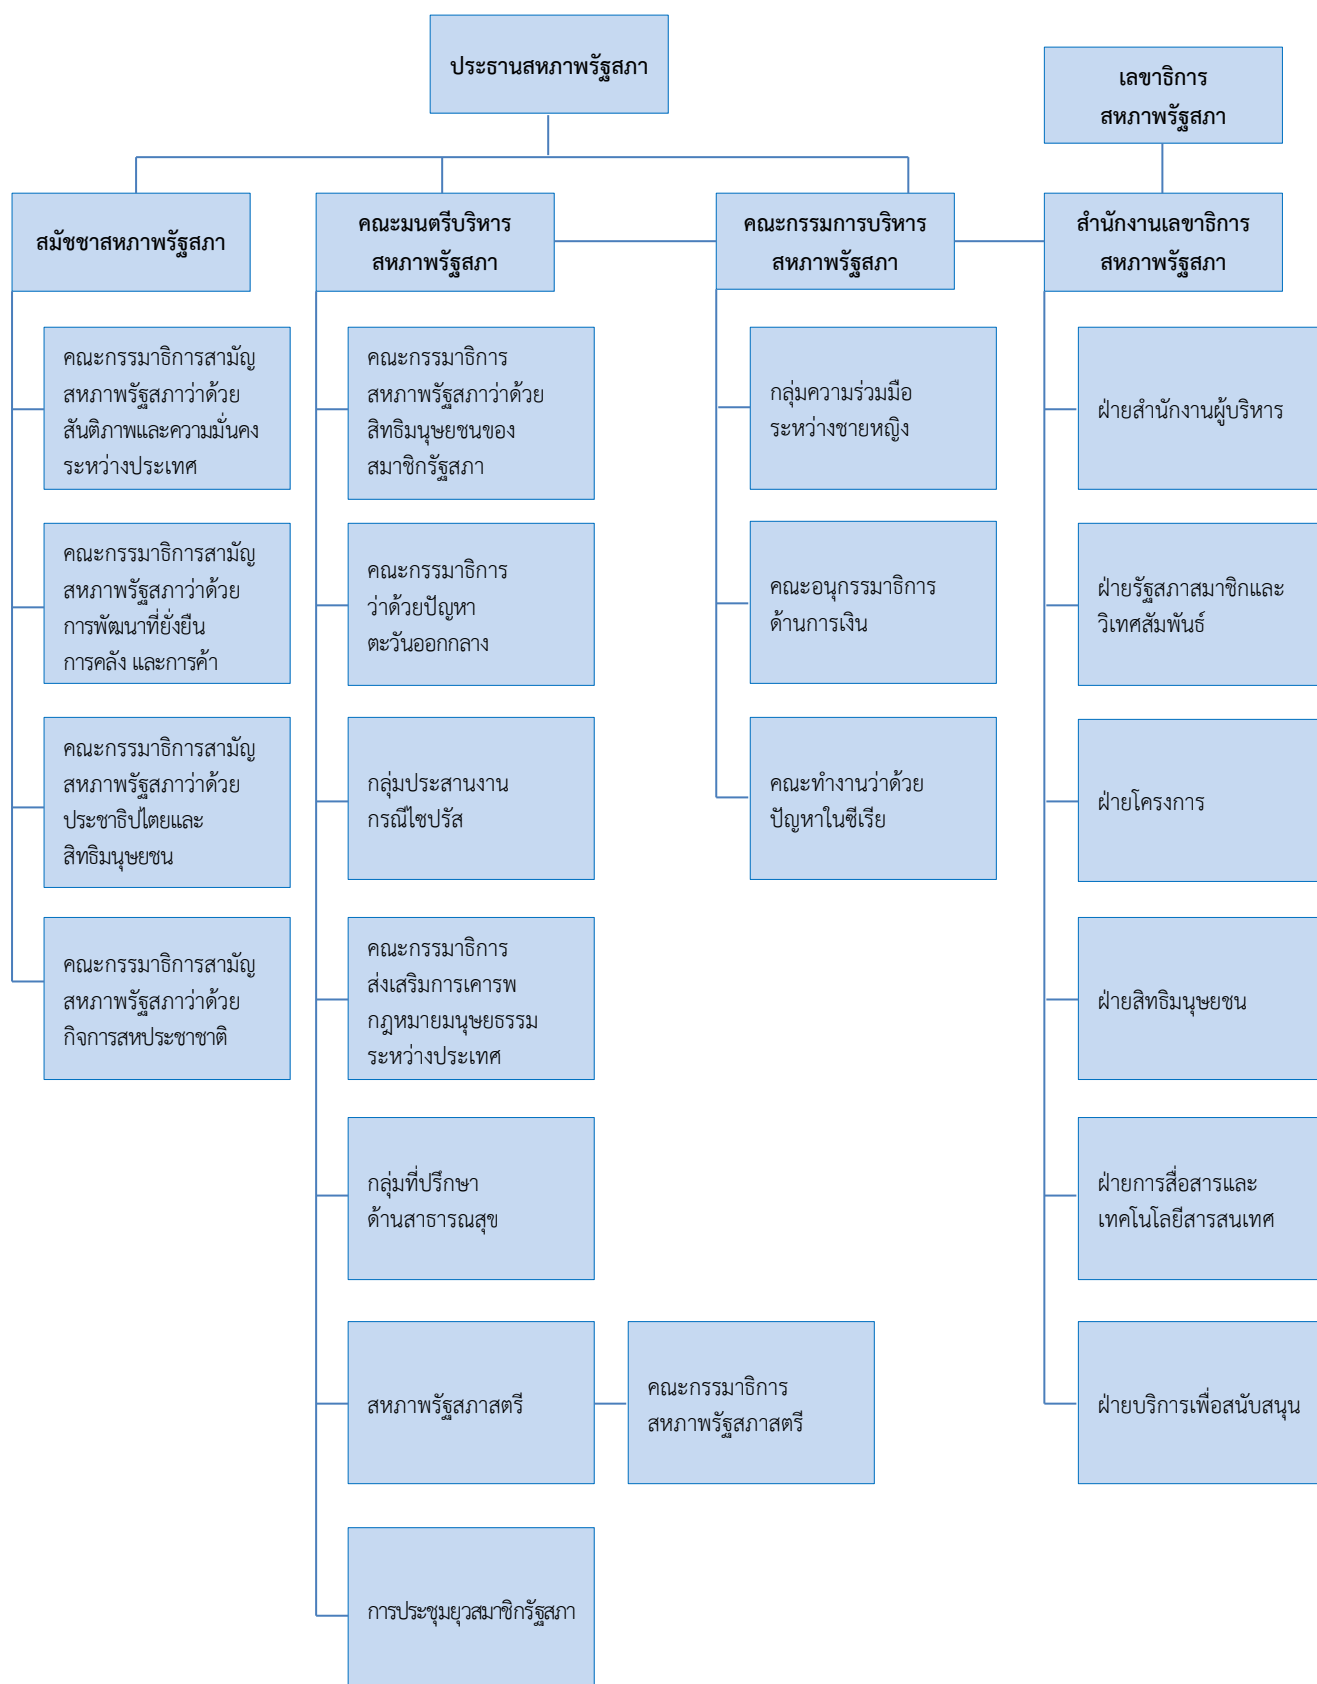 ประธานสหภาพรัฐสภา
เลขาธิการ
สหภาพรัฐสภา
สมัชชาสหภาพรัฐสภา
คณะมนตรีบริหาร
สหภาพรัฐสภา
คณะกรรมการบริหาร
สหภาพรัฐสภา
สำนักงานเลขาธิการ
สหภาพรัฐสภา
คณะกรรมาธิการสามัญ
สหภาพรัฐสภาว่าด้วย
สันติภาพและความมั่นคง
ระหว่างประเทศ
คณะกรรมาธิการสามัญ
สหภาพรัฐสภาว่าด้วย
การพัฒนาที่ยั่งยืน
การคลัง และการค้า
คณะกรรมาธิการสามัญ
สหภาพรัฐสภาว่าด้วย
ประชาธิปไตยและ
สิทธิมนุษยชน
คณะกรรมาธิการสามัญ
สหภาพรัฐสภาว่าด้วย
กิจการสหประชาชาติ
คณะกรรมาธิการ
สหภาพรัฐสภาว่าด้วย
สิทธิมนุษยชนของ
สมาชิกรัฐสภา
คณะกรรมาธิการ
ว่าด้วยปัญหา
ตะวันออกกลาง
กลุ่มประสานงาน
กรณีไซปรัส
คณะกรรมาธิการ
ส่งเสริมการเคารพ
กฎหมายมนุษยธรรม
ระหว่างประเทศ
กลุ่มที่ปรึกษา
ด้านสาธารณสุข
สหภาพรัฐสภาสตรี
คณะกรรมาธิการ
สหภาพรัฐสภาสตรี
การประชุมยุวสมาชิกรัฐสภา
กลุ่มความร่วมมือ
ระหว่างชายหญิง
คณะอนุกรรมาธิการ
ด้านการเงิน
คณะทำงานว่าด้วย
ปัญหาในซีเรีย
ฝ่ายสำนักงานผู้บริหาร
ฝ่ายรัฐสภาสมาชิกและ
วิเทศสัมพันธ์
ฝ่ายโครงการ
ฝ่ายสิทธิมนุษยชน
ฝ่ายการสื่อสารและ
เทคโนโลยีสารสนเทศ
ฝ่ายบริการเพื่อสนับสนุน